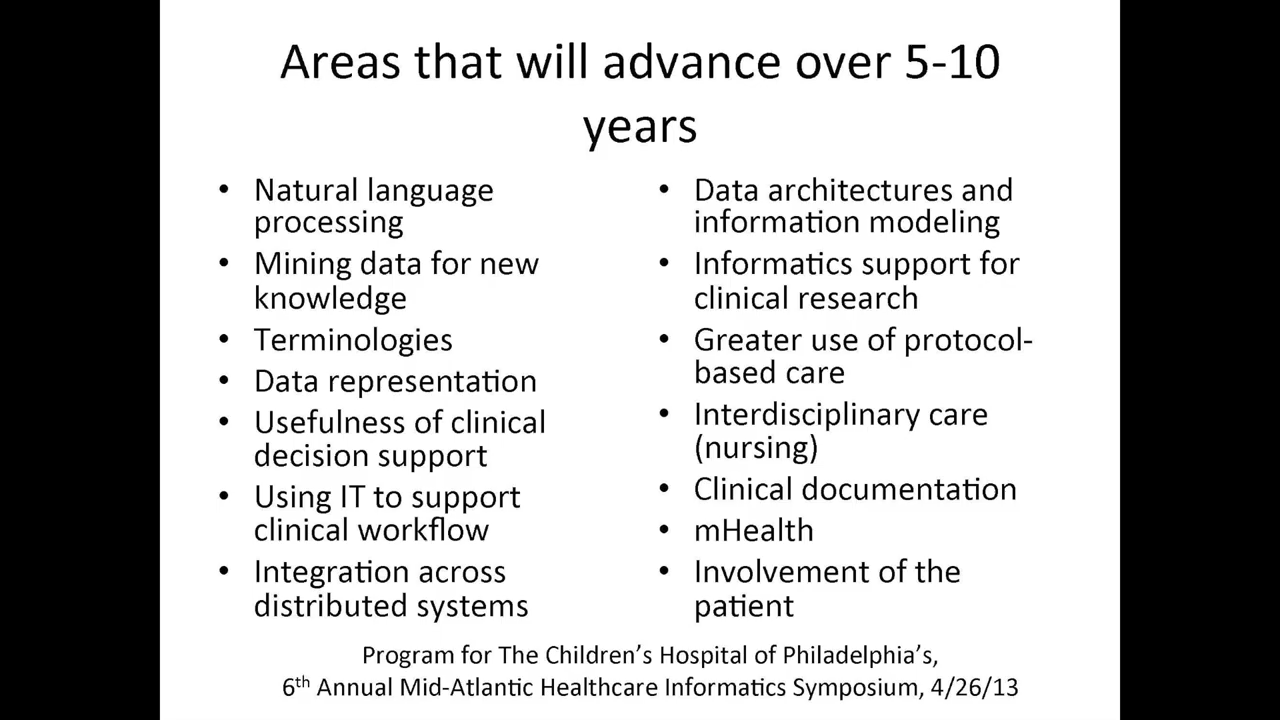 Areas that will advance over 5-10
years
• Natural language
processing
• Mining data for new
knowledge
• Terminologies
• Data representation
• Usefulness of clinical
decision support
• Using IT to support
clinical workflow
• Integration across
distributed systems
• Data architectures and
information modeling
• Informatics support for
clinical research
• Greater use of protocol-
based care
• Interdisciplinary care
(nursing)
• Clinical documentation
• mHealth
• Involvement of the
patient
Program for The Children’s Hospital of Philadelphia’s,
6th Annual Mid-Atlantic Healthcare Informatics Symposium, 4/26/13